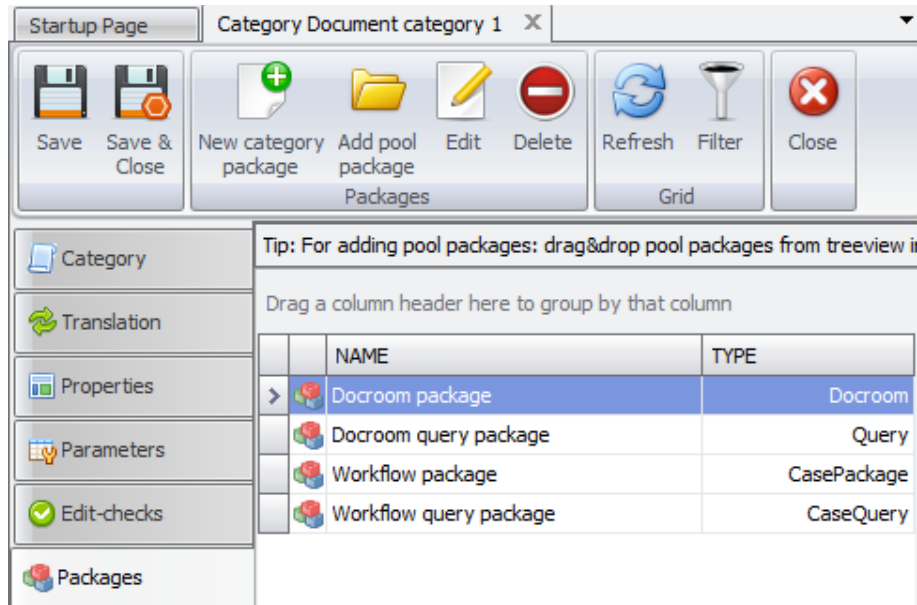 Startup Page
Category Document category 1
Save
Save & Close
New category package
Add pool package
Edit
Delete
Refresh
Filter
Close
Packages
Grid
Category
Translation
Properties
Parameters
Edit-checks
Packages
Tip: For adding pool packages: drag&drop pool packages from treeview
Drag a column header here to group by that column
NAME TYPE
Docroom package Docroom
Docroom query package Query
Workflow package CasePackage
Workflow query package CaseQuery